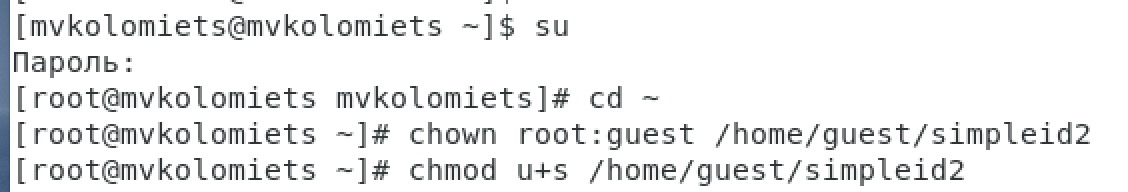 [mvkolomiets@mvkolomiets ~]$ su
Пароль:
[root@mvkolomiets mvkolomiets]# cd ~
[root@mvkolomiets ~]# chown root:guest /home/guest/simpleid2
[root@mvkolomiets ~]# chmod u+s /home/guest/simpleid2